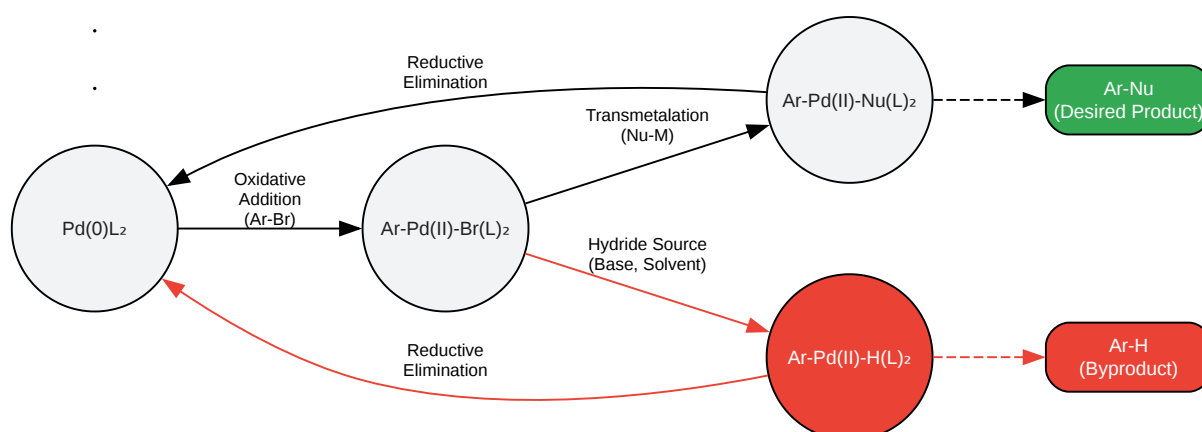 Reductive
Elimination
Ar-Pd(II)-Nu(L)₂
Ar-Nu
(Desired Product)
Transmetalation
(Nu-M)
Oxidative
Addition
(Ar-Br)
Pd(0)L₂
Ar-Pd(II)-Br(L)₂
Hydride Source
(Base, Solvent)
Reductive
Elimination
Ar-Pd(II)-H(L)₂
Ar-H
(Byproduct)